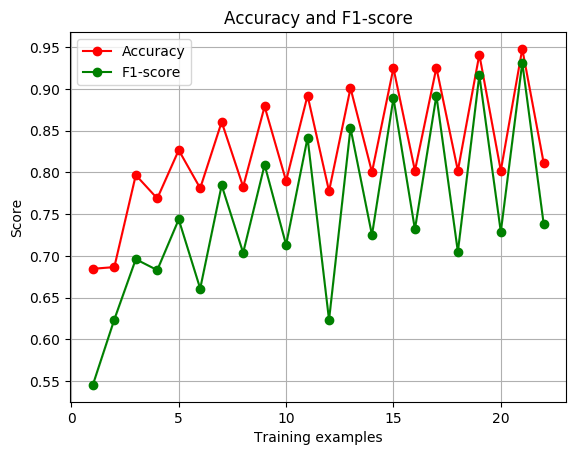 Accuracy and F1-score
Accuracy
F1-score
0.95
0.90
0.85
0.80
0.75
0.70
0.65
0.60
0.55
Score
0 5 10 15 20
Training examples